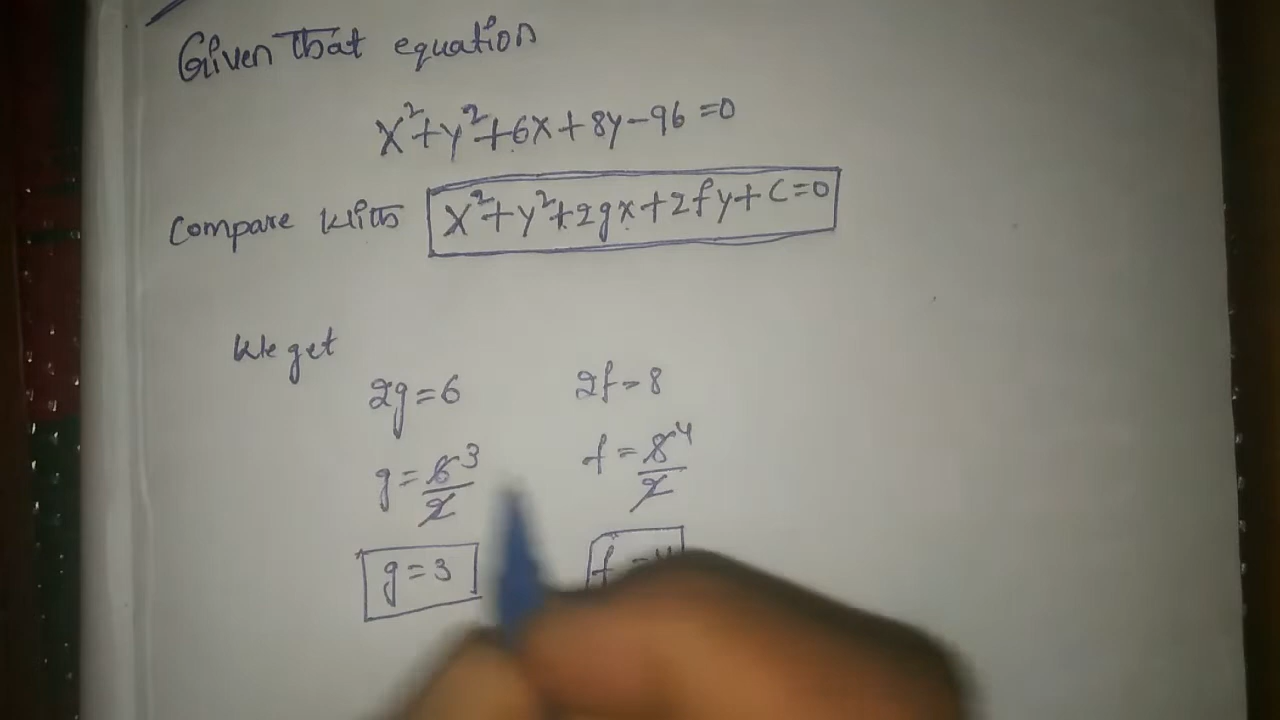 Given That equation
x²+y²+6x+8y-96=0
Compare With x²+y²+2gx+2fy+c=0
We get
2g=6 2f=8
g=6/2 3 f=8/2 4
g=3 f=4